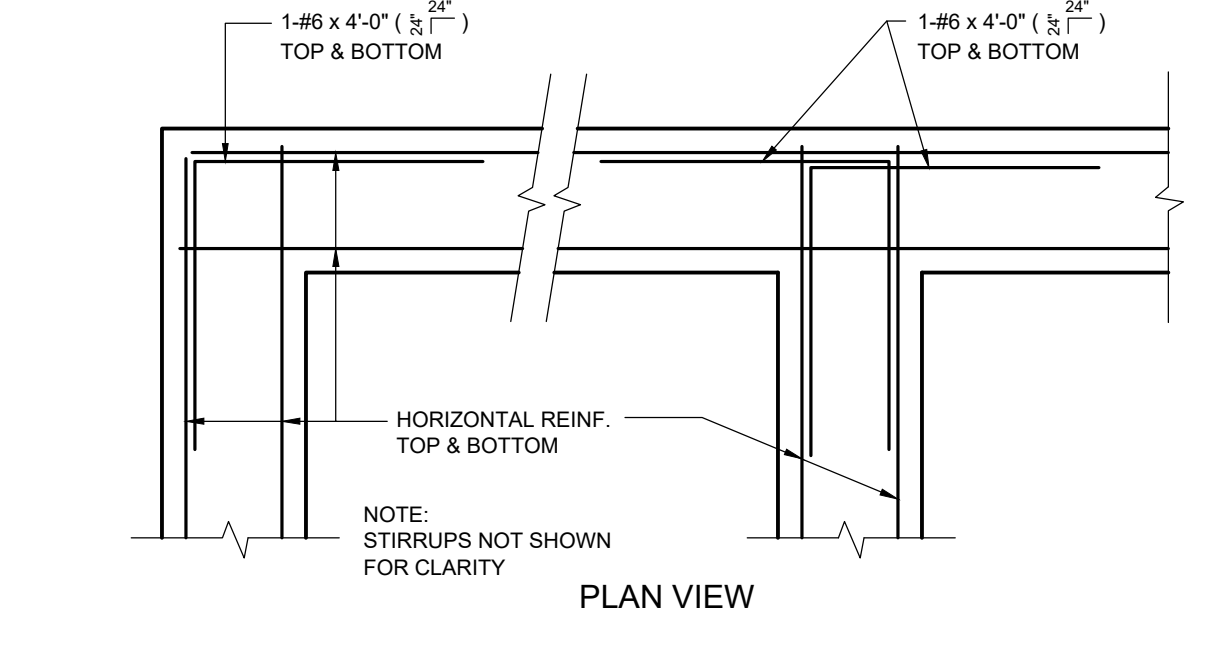 1-#6 x 4'-0" ( 24" 24" )
TOP & BOTTOM
1-#6 x 4'-0" ( 24" 24" )
TOP & BOTTOM
HORIZONTAL REINF.
TOP & BOTTOM
NOTE:
STIRRUPS NOT SHOWN
FOR CLARITY
PLAN VIEW